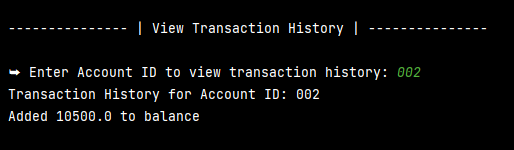 --------------- | View Transaction History | ---------------
➥ Enter Account ID to view transaction history: 002
Transaction History for Account ID: 002
Added 10500.0 to balance